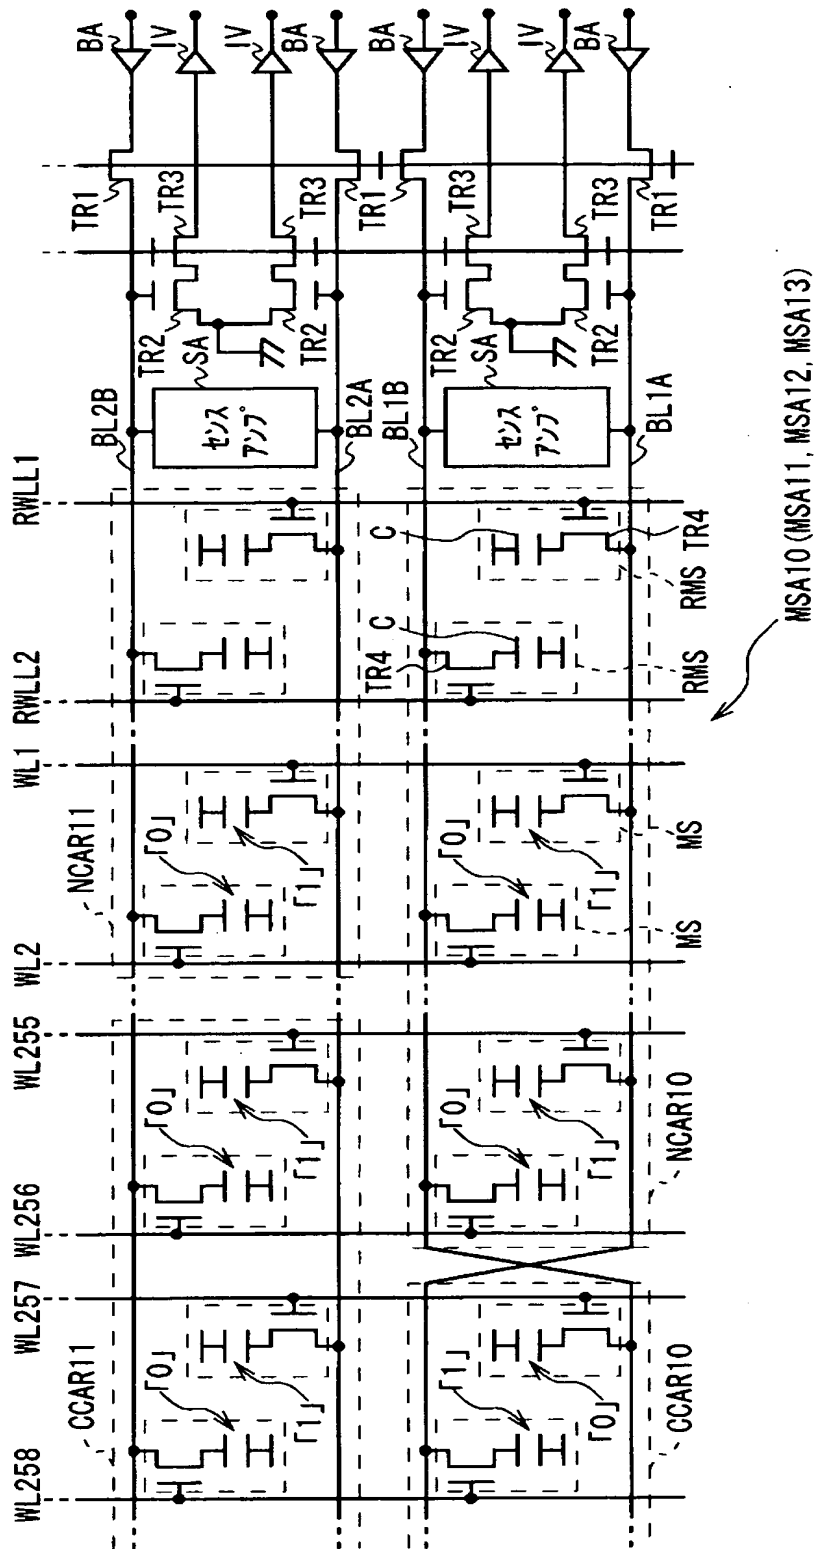 WL258
WL257
WL256
WL255
WL2
WL1
RWLL2
RWLL1
CCAR11
NCAR11
BL2B
TR1
BA
「0」
「0」
「0」
TR2
TR3
IV
SA
センス
アンプ
IV
「1」
「1」
「1」
TR2
TR3
BA
BL2A
TR1
TR4
C
C
BL1B
BA
「1」
「0」
「0」
TR2
TR3
IV
SA
センス
アンプ
IV
「0」
「1」
「1」
TR2
TR3
BA
BL1A
TR1
CCAR10
NCAR10
MS
MS
RMS
RMS
TR4
MSA10(MSA11, MSA12, MSA13)